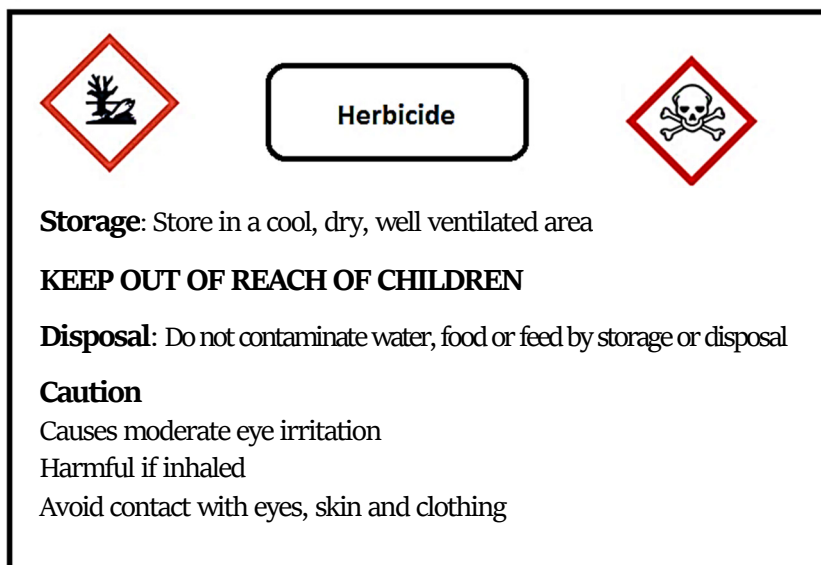 Herbicide
Storage: Store in a cool, dry, well ventilated area
KEEP OUT OF REACH OF CHILDREN
Disposal: Do not contaminate water, food or feed by storage or disposal
Caution
Causes moderate eye irritation
Harmful if inhaled
Avoid contact with eyes, skin and clothing